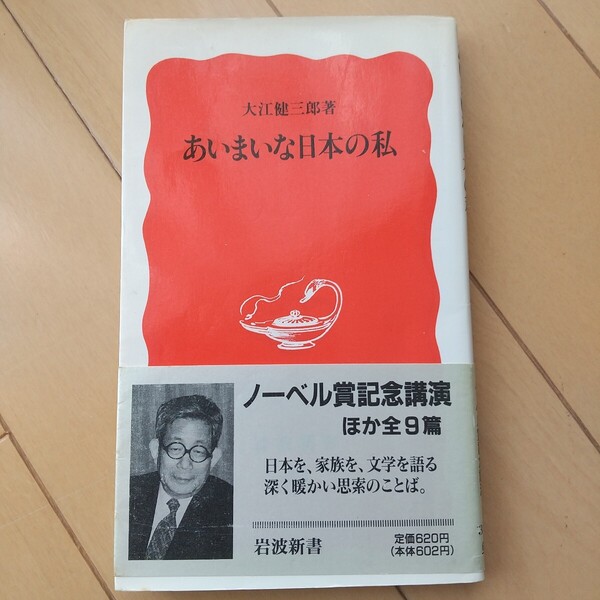 大江健三郎著
あいまいな日本の私
ノーベル賞記念講演
ほか全9篇
日本を、家族を、文学を語る
深く暖かい思索のことば。
岩波新書
定価620円
(本体602円)